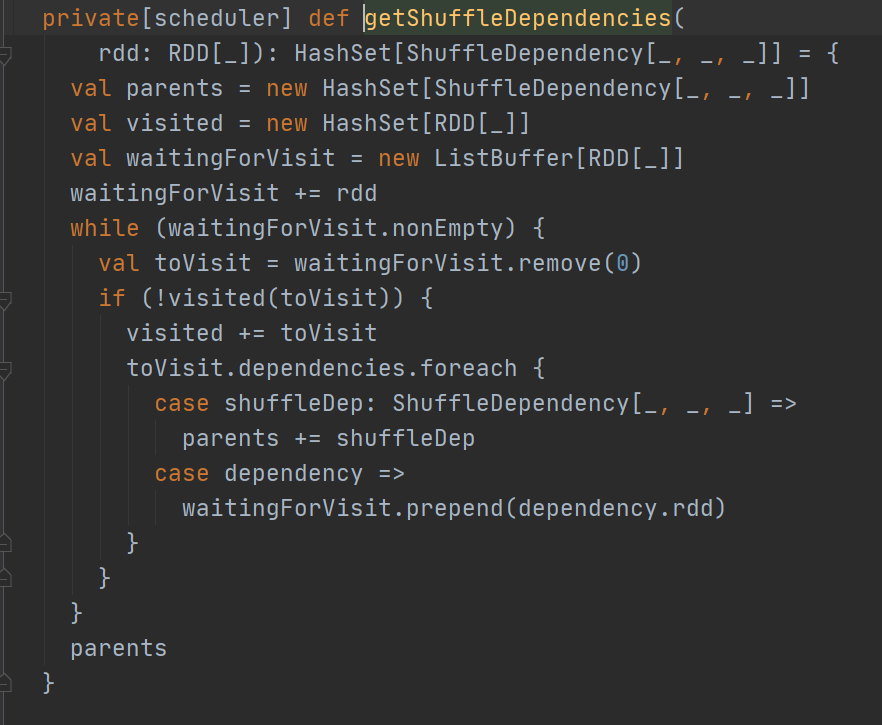 private[scheduler] def getShuffleDependencies(
    rdd: RDD[_]): HashSet[ShuffleDependency[_, _, _]] = {
  val parents = new HashSet[ShuffleDependency[_, _, _]]
  val visited = new HashSet[RDD[_]]
  val waitingForVisit = new ListBuffer[RDD[_]]
  waitingForVisit += rdd
  while (waitingForVisit.nonEmpty) {
    val toVisit = waitingForVisit.remove(0)
    if (!visited(toVisit)) {
      visited += toVisit
      toVisit.dependencies.foreach {
        case shuffleDep: ShuffleDependency[_, _, _] =>
          parents += shuffleDep
        case dependency =>
          waitingForVisit.prepend(dependency.rdd)
      }
    }
  }
  parents
}